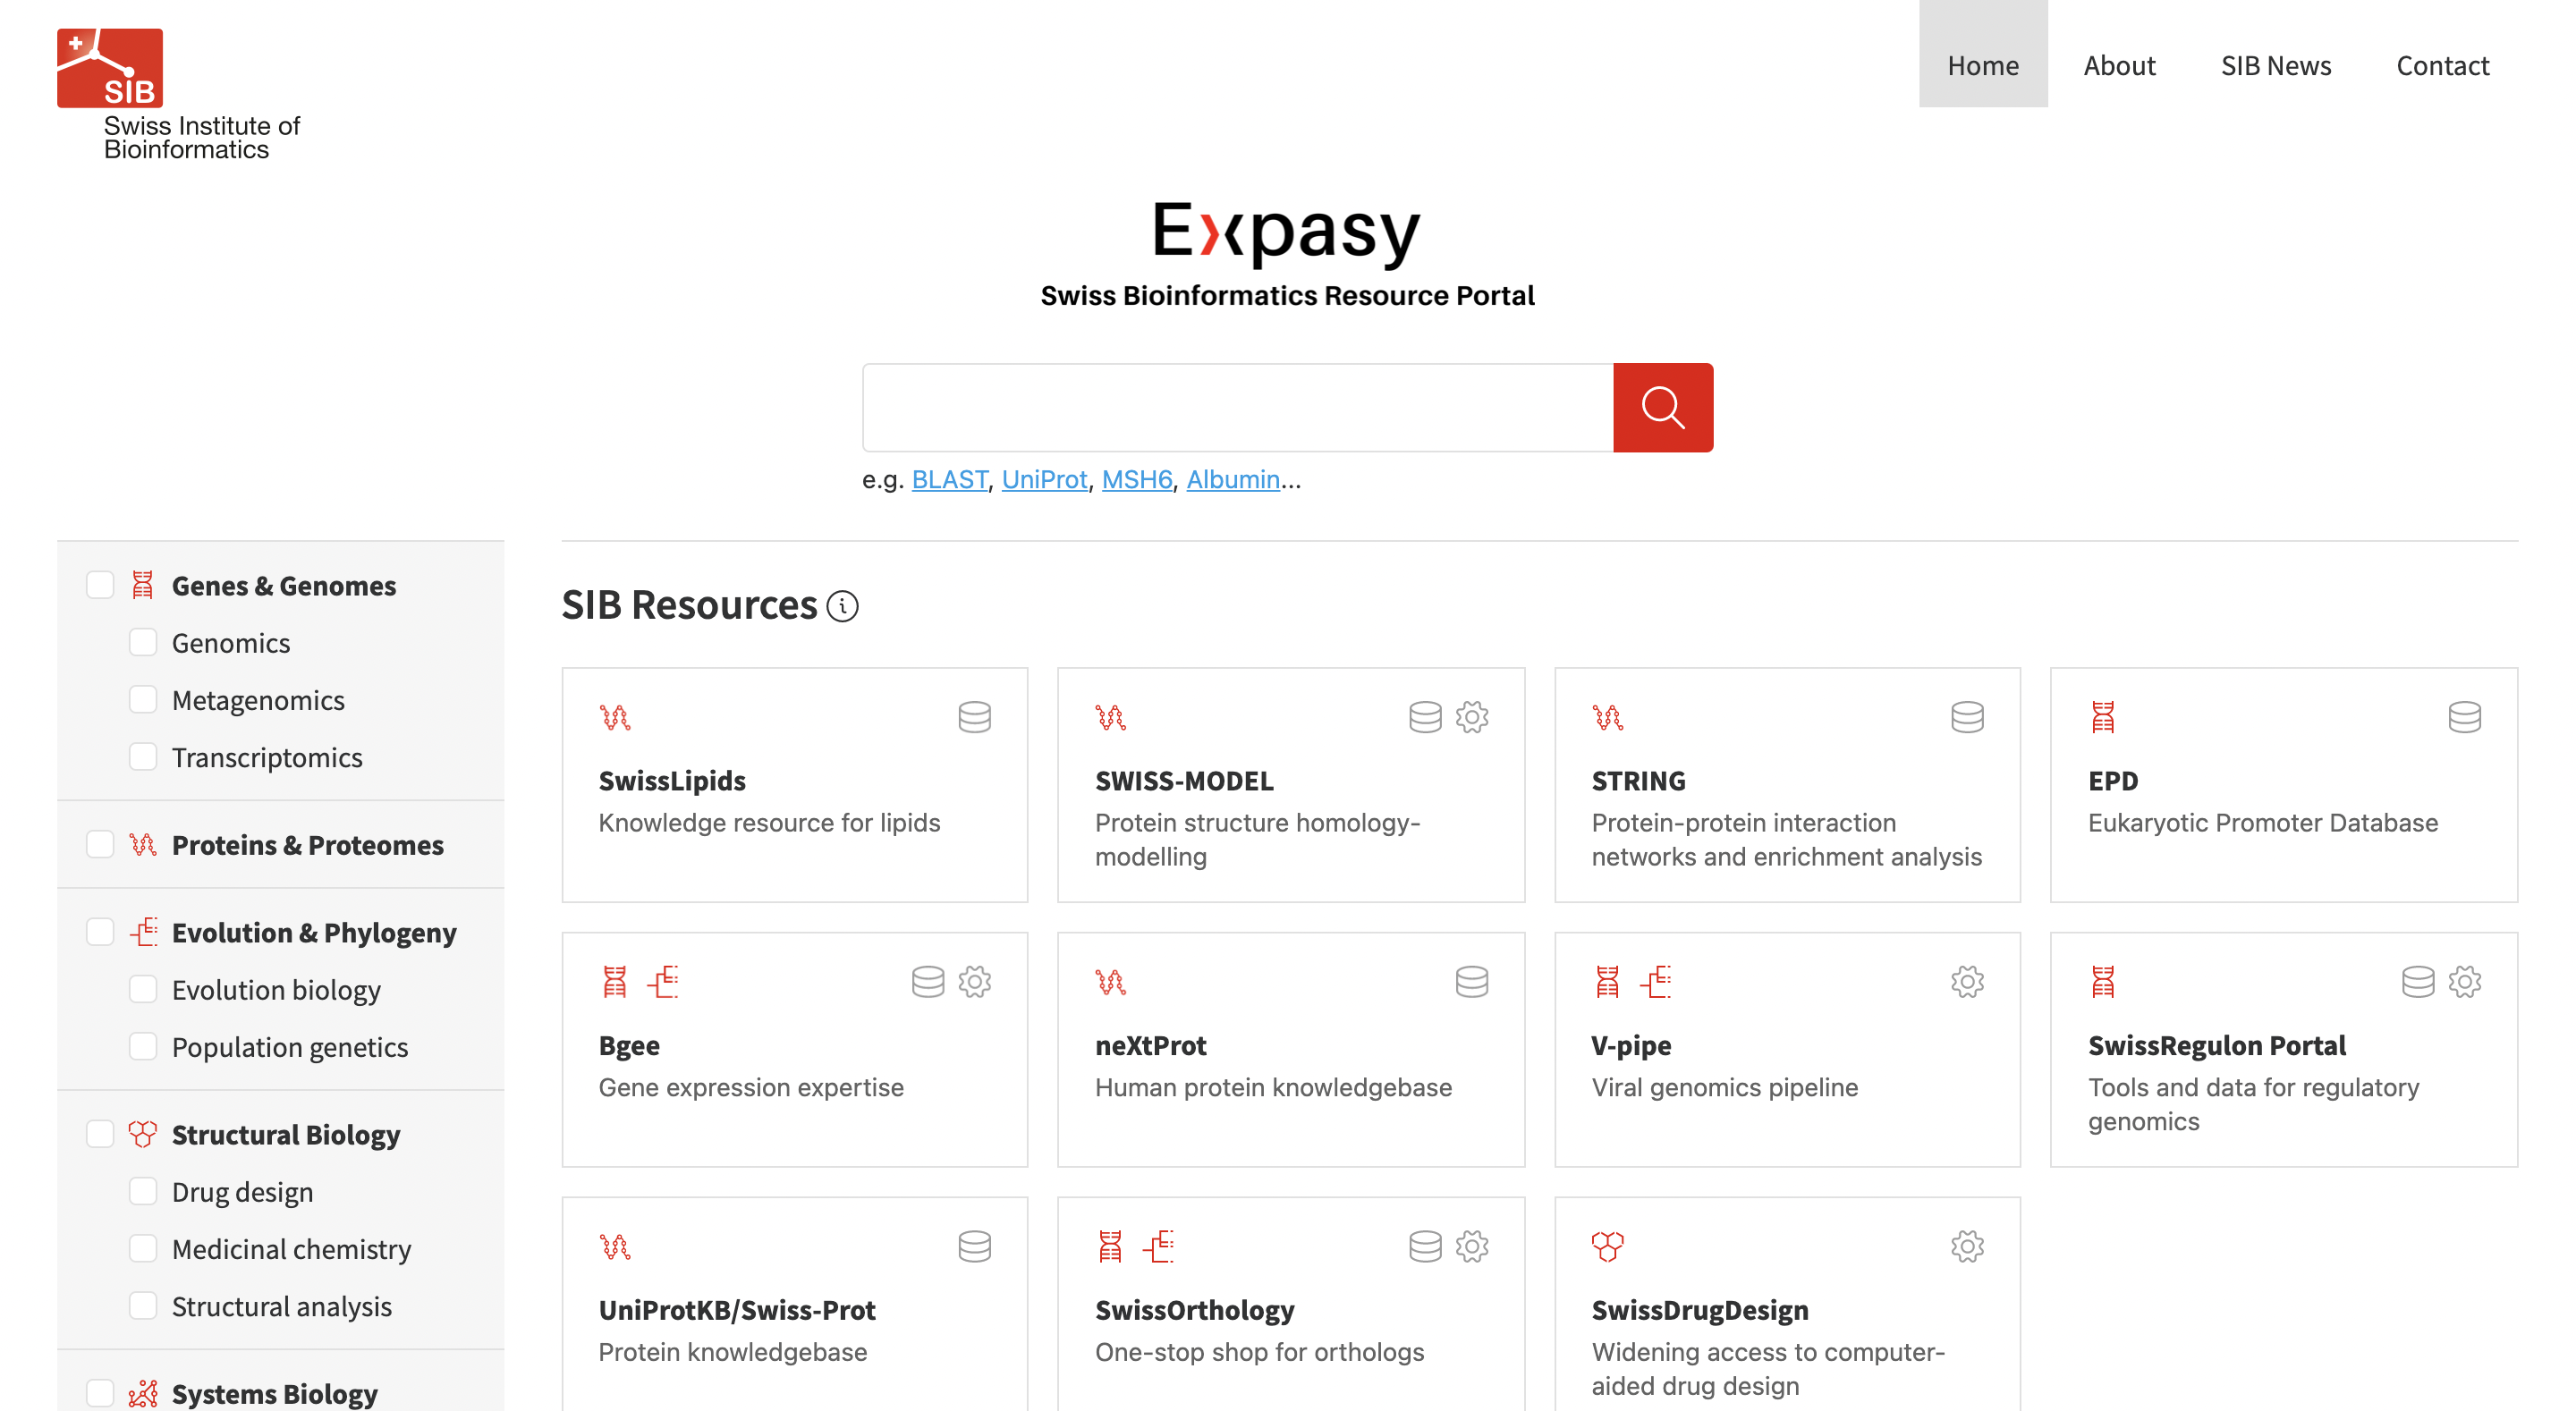 SIB
Swiss Institute of
Bioinformatics
Home
About
SIB News
Contact
Expasy
Swiss Bioinformatics Resource Portal
e.g. BLAST, UniProt, MSH6, Albumin...
Genes & Genomes
Genomics
Metagenomics
Transcriptomics
Proteins & Proteomes
Evolution & Phylogeny
Evolution biology
Population genetics
Structural Biology
Drug design
Medicinal chemistry
Structural analysis
Systems Biology
SIB Resources
SwissLipids
Knowledge resource for lipids
SWISS-MODEL
Protein structure homology-
modelling
STRING
Protein-protein interaction
networks and enrichment analysis
EPD
Eukaryotic Promoter Database
Bgee
Gene expression expertise
neXtProt
Human protein knowledgebase
V-pipe
Viral genomics pipeline
SwissRegulon Portal
Tools and data for regulatory
genomics
UniProtKB/Swiss-Prot
Protein knowledgebase
SwissOrthology
One-stop shop for orthologs
SwissDrugDesign
Widening access to computer-
aided drug design